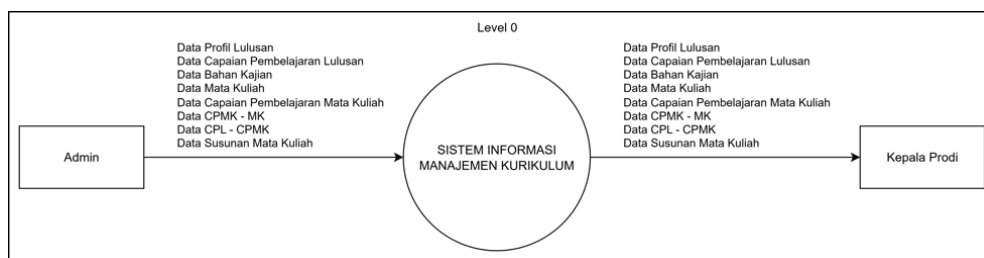 Level 0
Data Profil Lulusan
Data Capaian Pembelajaran Lulusan
Data Bahan Kajian
Data Mata Kuliah
Data Capaian Pembelajaran Mata Kuliah
Data CPMK - MK
Data CPL - CPMK
Data Susunan Mata Kuliah
Data Profil Lulusan
Data Capaian Pembelajaran Lulusan
Data Bahan Kajian
Data Mata Kuliah
Data Capaian Pembelajaran Mata Kuliah
Data CPMK - MK
Data CPL - CPMK
Data Susunan Mata Kuliah
Admin
SISTEM INFORMASI
MANAJEMEN KURIKULUM
Kepala Prodi